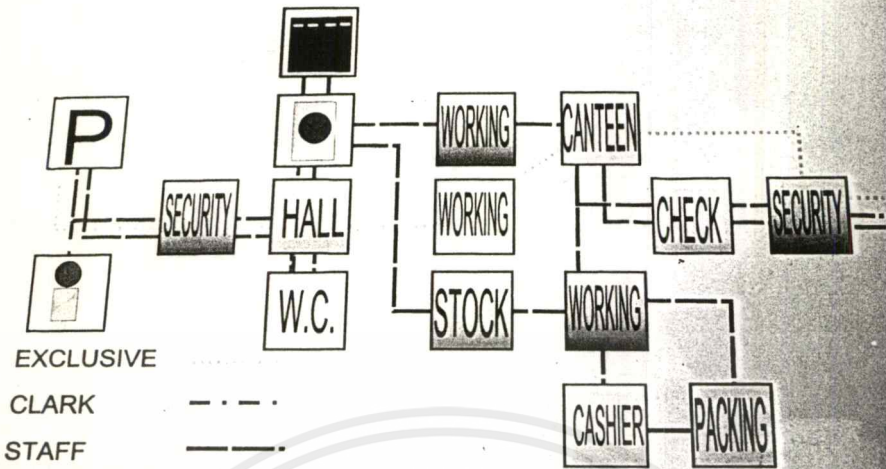 P
WORKING
CANTEEN
SECURITY
HALL
WORKING
CHECK
SECURITY
W.C.
STOCK
WORKING
EXCLUSIVE
CLARK
CASHIER
PACKING
STAFF